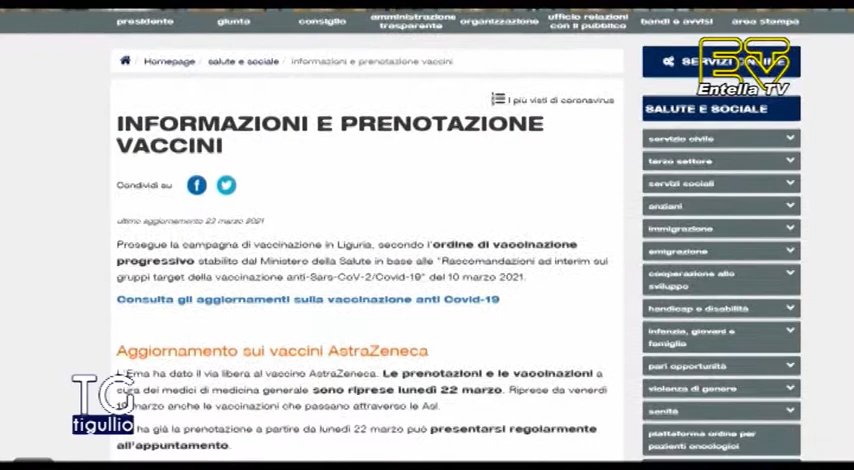 presidente giunta consiglio amministrazione trasparente organizzazione ufficio relazioni con il pubblico bandi e avvisi area stampa
Homepage / salute e sociale / informazioni e prenotazione vaccini
I più visti di coronavirus
INFORMAZIONI E PRENOTAZIONE
VACCINI
Condividi su
ultimo aggiornamento 23 marzo 2021
Prosegue la campagna di vaccinazione in Liguria, secondo l'ordine di vaccinazione
progressivo stabilito dal Ministero della Salute in base alle "Raccomandazioni ad interim sui
gruppi target della vaccinazione anti-Sars-CoV-2/Covid-19" del 10 marzo 2021.
Consulta gli aggiornamenti sulla vaccinazione anti Covid-19
Aggiornamento sui vaccini AstraZeneca
L'Ema ha dato il via libera al vaccino AstraZeneca. Le prenotazioni e le vaccinazioni a
cura dei medici di medicina generale sono riprese lunedì 22 marzo. Riprese da venerdì
19 marzo anche le vaccinazioni che passano attraverso le Asl.
ha già la prenotazione a partire da lunedì 22 marzo può presentarsi regolarmente
all'appuntamento.
SERVIZI ONLINE
SALUTE E SOCIALE
servizio civile
terzo settore
servizi sociali
anziani
immigrazione
emigrazione
cooperazione allo
sviluppo
handicap e disabilità
infanzia, giovani e
famiglia
pari opportunità
violenza di genere
sanità
piattaforma ordine per
pazienti oncologici
ETV
Entella TV
TG
tigullio